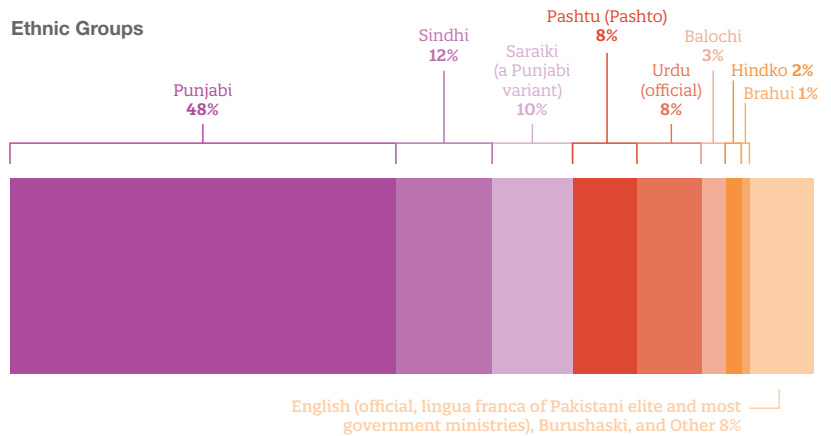 Ethnic Groups
Punjabi
48%
Sindhi
12%
Saraiki
(a Punjabi
variant)
10%
Pashtu (Pashto)
8%
Urdu
(official)
8%
Balochi
3%
Hindko 2%
Brahui 1%
English (official, lingua franca of Pakistani elite and most
government ministries), Burushaski, and Other 8%